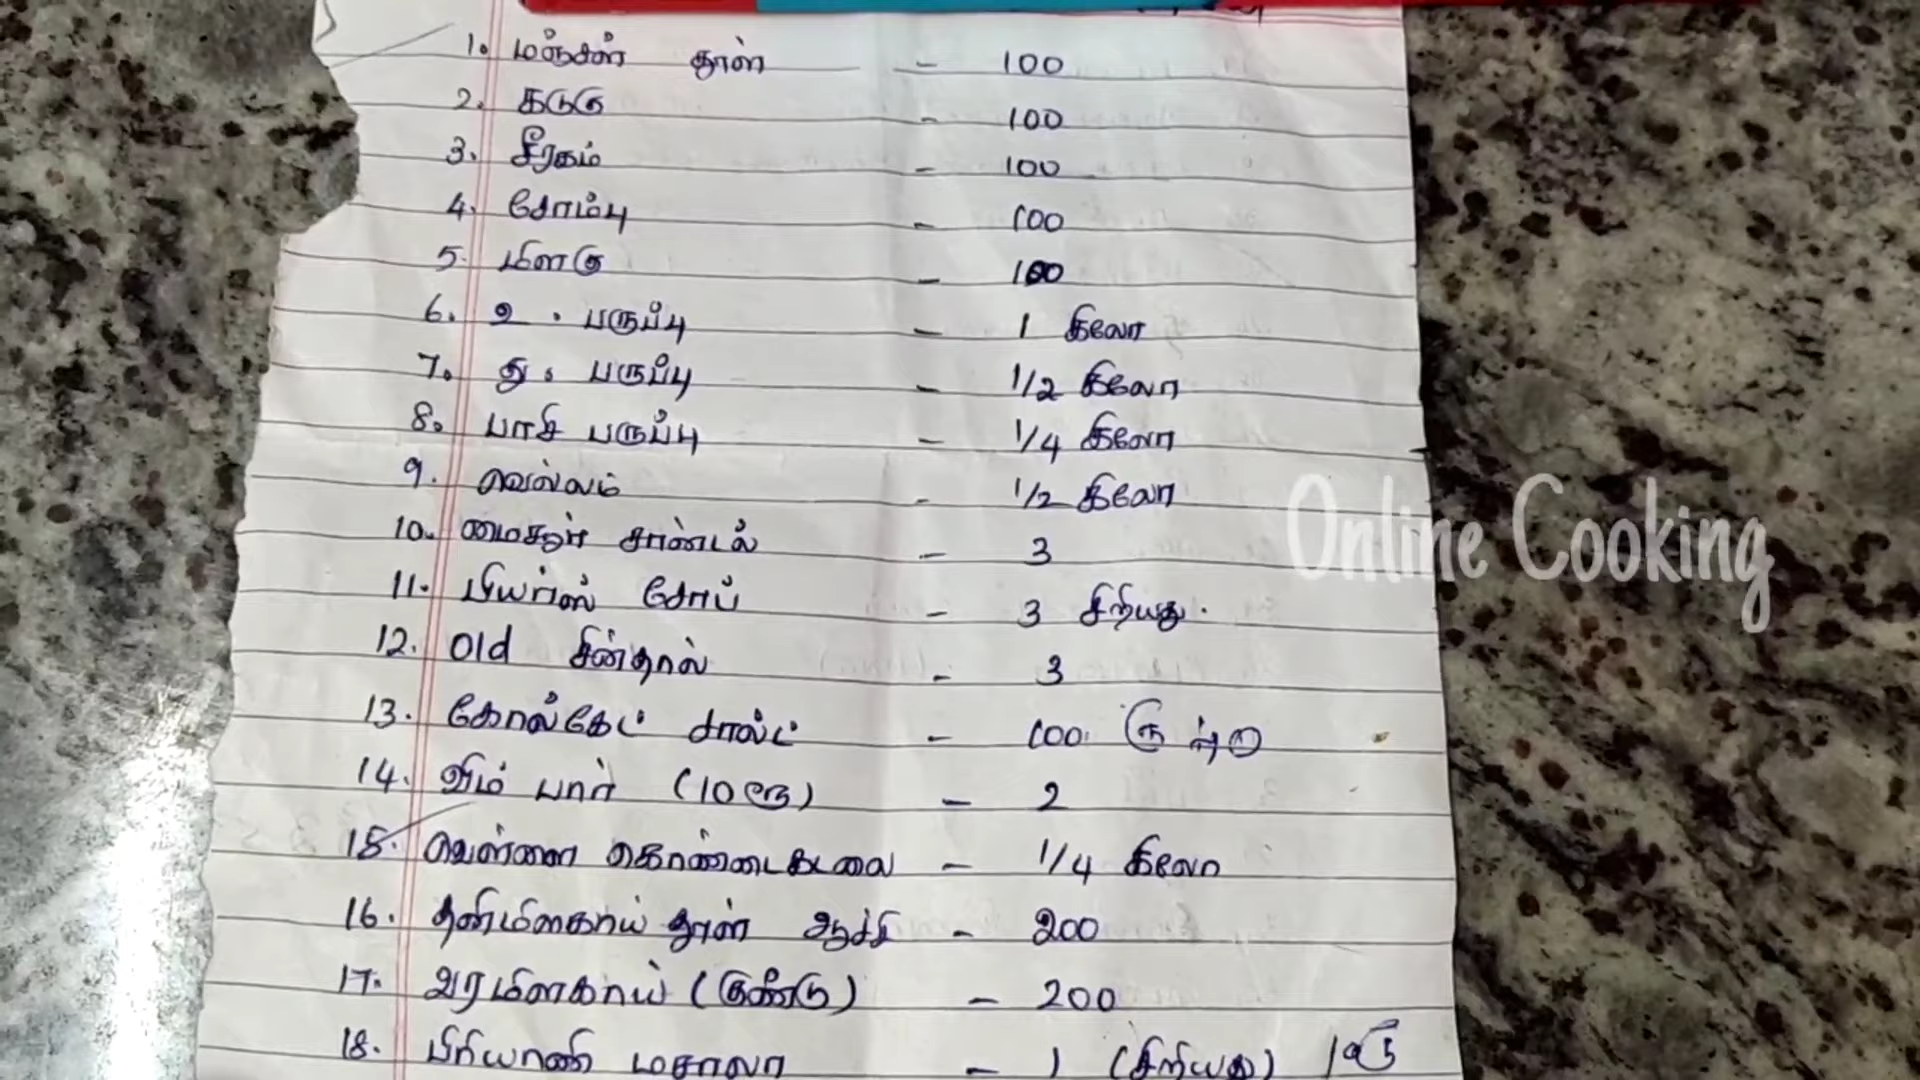 1. மஞ்சள் தூள் - 100
2. கடுகு - 100
3. சீரகம் - 100
4. சோம்பு - 100
5. மிளகு - 100
6. உ. பருப்பு - 1 கிலோ
7. து. பருப்பு - 1/2 கிலோ
8. பாசி பருப்பு - 1/4 கிலோ
9. வெல்லம் - 1/2 கிலோ
10. மைசூர் சாண்டல் - 3
11. பியர்ஸ் சோப் - 3 சிறியது.
12. Old சின்தால் - 3
13. கோல்கேட் சால்ட் - 100
14. விம் பார் (10ரூ) - 2
15. வெள்ளை கொண்டைகடலை - 1/4 கிலோ
16. தனிமிளகாய் தூள் ஆச்சி - 200
17. வரமிளகாய் (குண்டு) - 200
18. பிரியாணி மசாலா - 1 (சிறியது)
Online Cooking